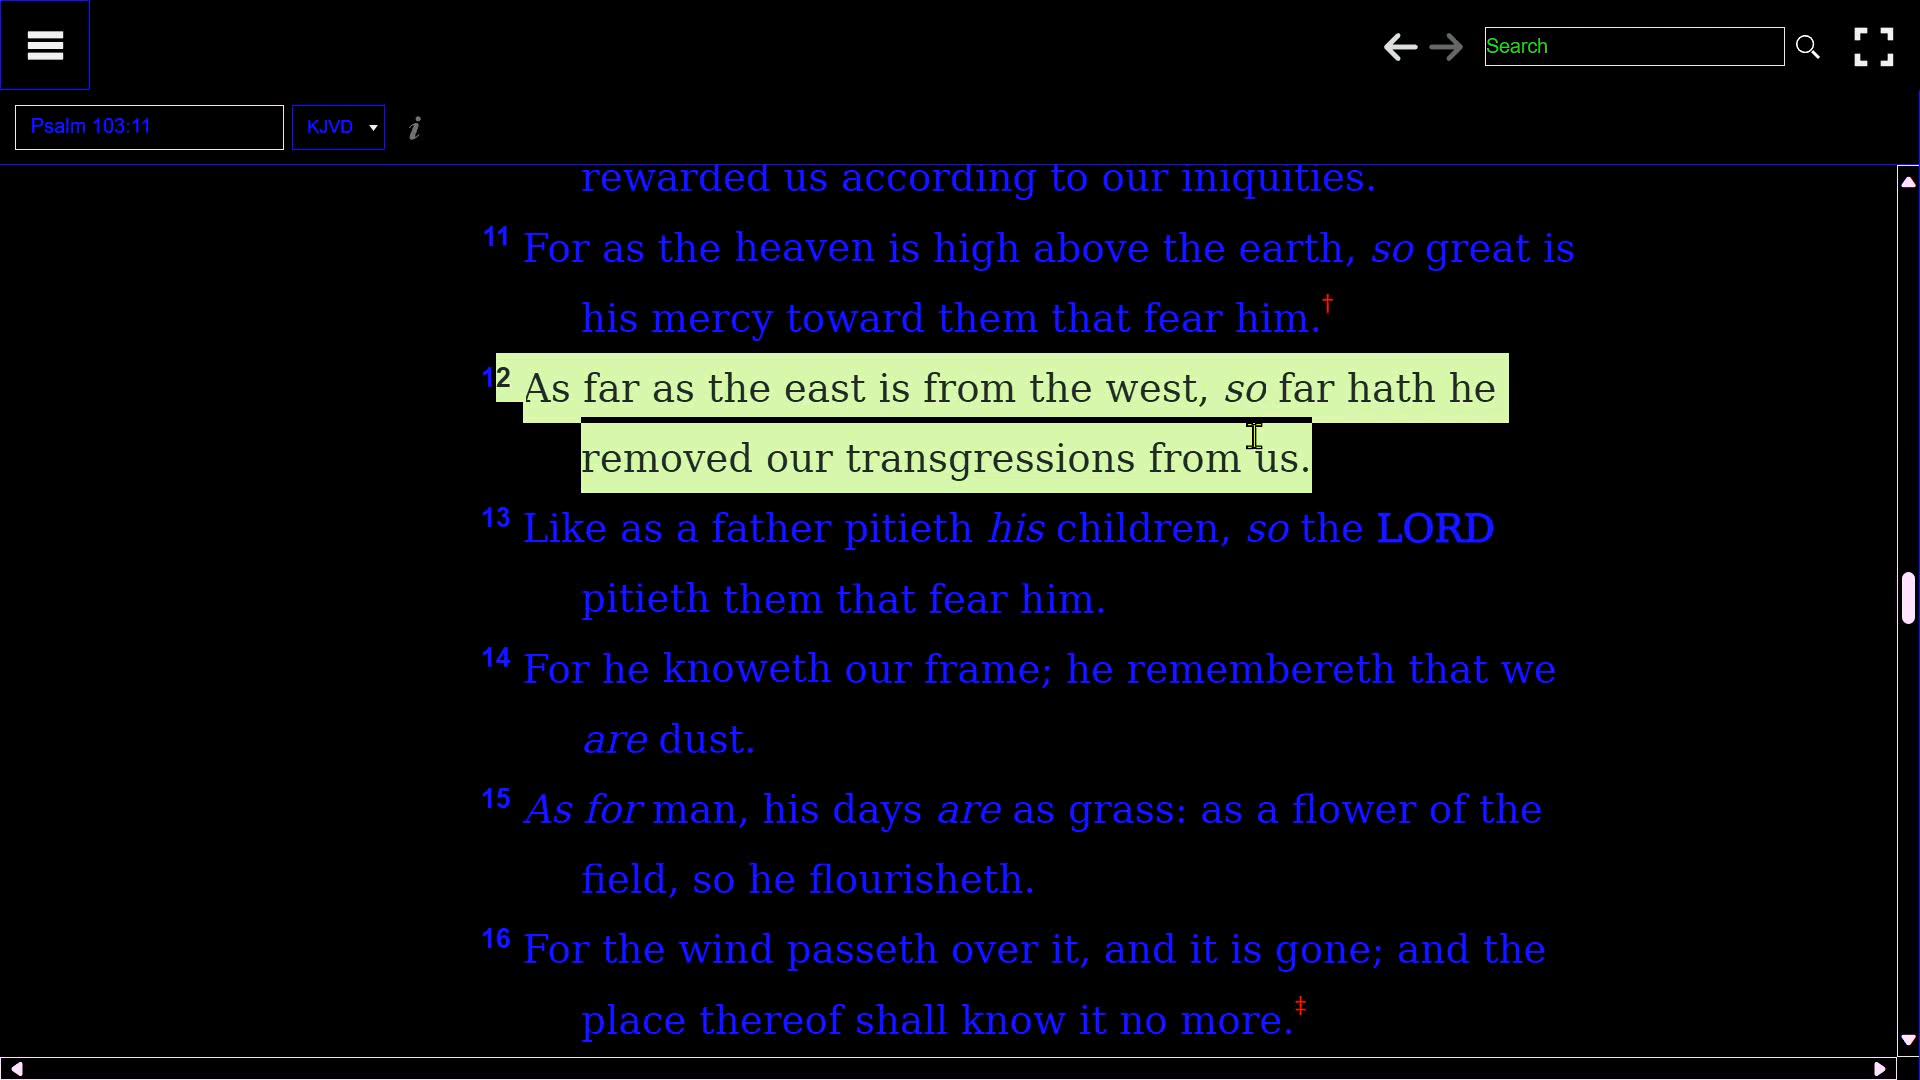 Search
Psalm 103:11
KJVD
i
rewarded us according to our iniquities.
11 For as the heaven is high above the earth, so great is
his mercy toward them that fear him.†
12 As far as the east is from the west, so far hath he
removed our transgressions from us.
13 Like as a father pitieth his children, so the LORD
pitieth them that fear him.
14 For he knoweth our frame; he remembereth that we
are dust.
15 As for man, his days are as grass: as a flower of the
field, so he flourisheth.
16 For the wind passeth over it, and it is gone; and the
place thereof shall know it no more.‡